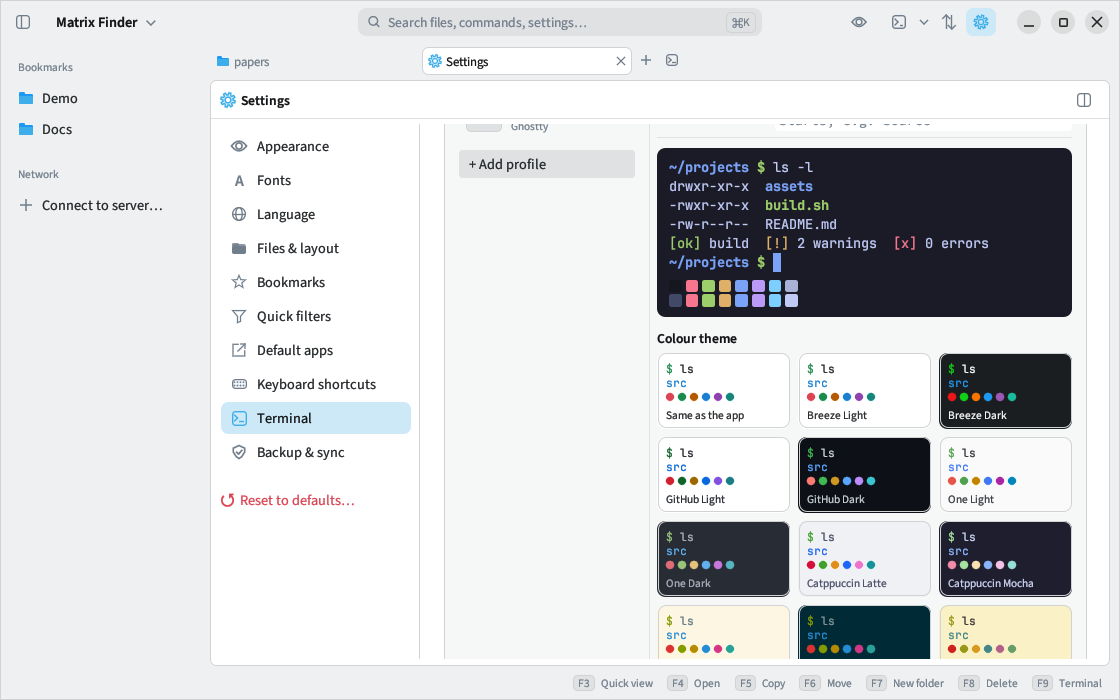 Matrix Finder
Search files, commands, settings…
⌘K
Bookmarks
Demo
Docs
Network
Connect to server…
papers
Settings
Settings
Appearance
Fonts
Language
Files & layout
Bookmarks
Quick filters
Default apps
Keyboard shortcuts
Terminal
Backup & sync
Reset to defaults…
Ghostty
+ Add profile
~/projects $ ls -l
drwxr-xr-x assets
-rwxr-xr-x build.sh
-rw-r--r-- README.md
[ok] build [!] 2 warnings [x] 0 errors
~/projects $
Colour theme
$ ls
src
Same as the app
$ ls
src
Breeze Light
$ ls
src
Breeze Dark
$ ls
src
GitHub Light
$ ls
src
GitHub Dark
$ ls
src
One Light
$ ls
src
One Dark
$ ls
src
Catppuccin Latte
$ ls
src
Catppuccin Mocha
$ ls
src
$ ls
src
$ ls
src
F3 Quick view F4 Open F5 Copy F6 Move F7 New folder F8 Delete F9 Terminal